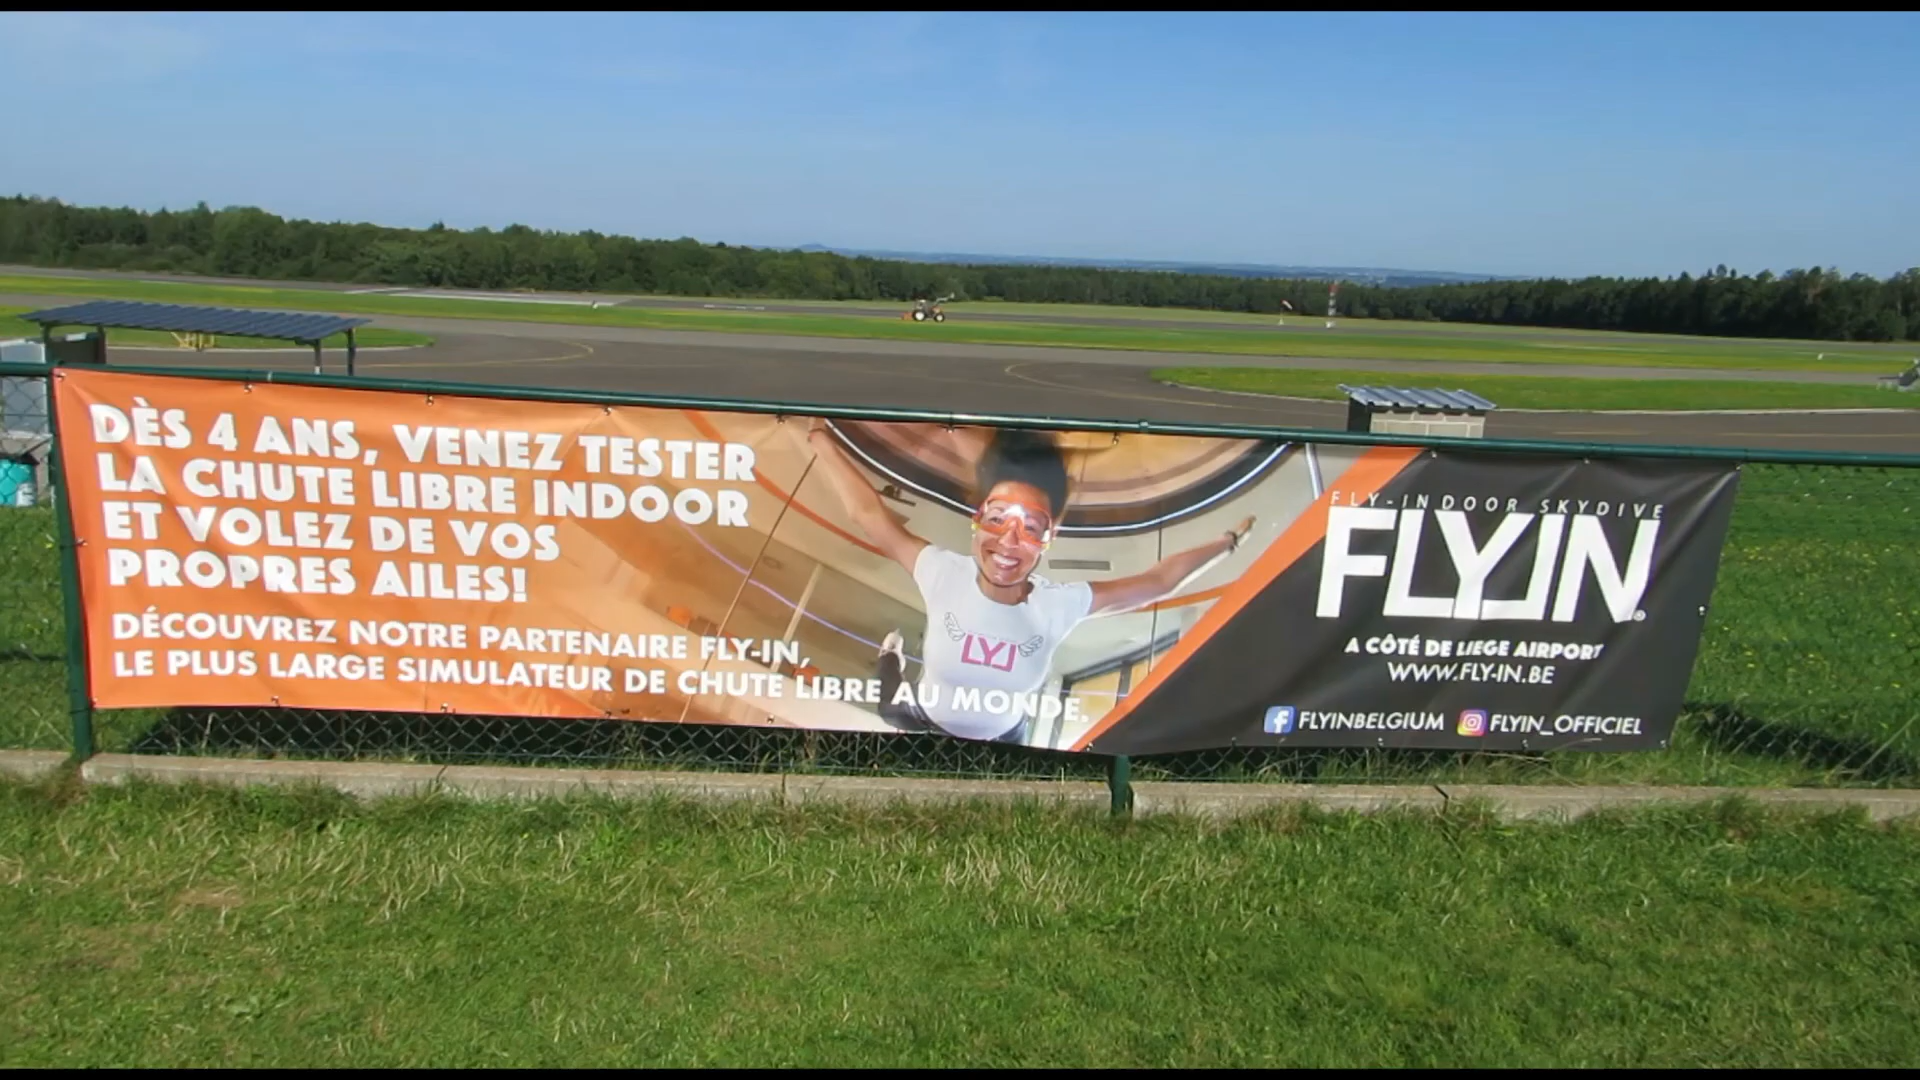 DÈS 4 ANS, VENEZ TESTER
LA CHUTE LIBRE INDOOR
ET VOLEZ DE VOS
PROPRES AILES!
DÉCOUVREZ NOTRE PARTENAIRE FLY-IN,
LE PLUS LARGE SIMULATEUR DE CHUTE LIBRE AU MONDE.
LYI
FLY-INDOOR SKYDIVE
FLYIN®
A CÔTÉ DE LIEGE AIRPORT
WWW.FLY-IN.BE
FLYINBELGIUM FLYIN_OFFICIEL